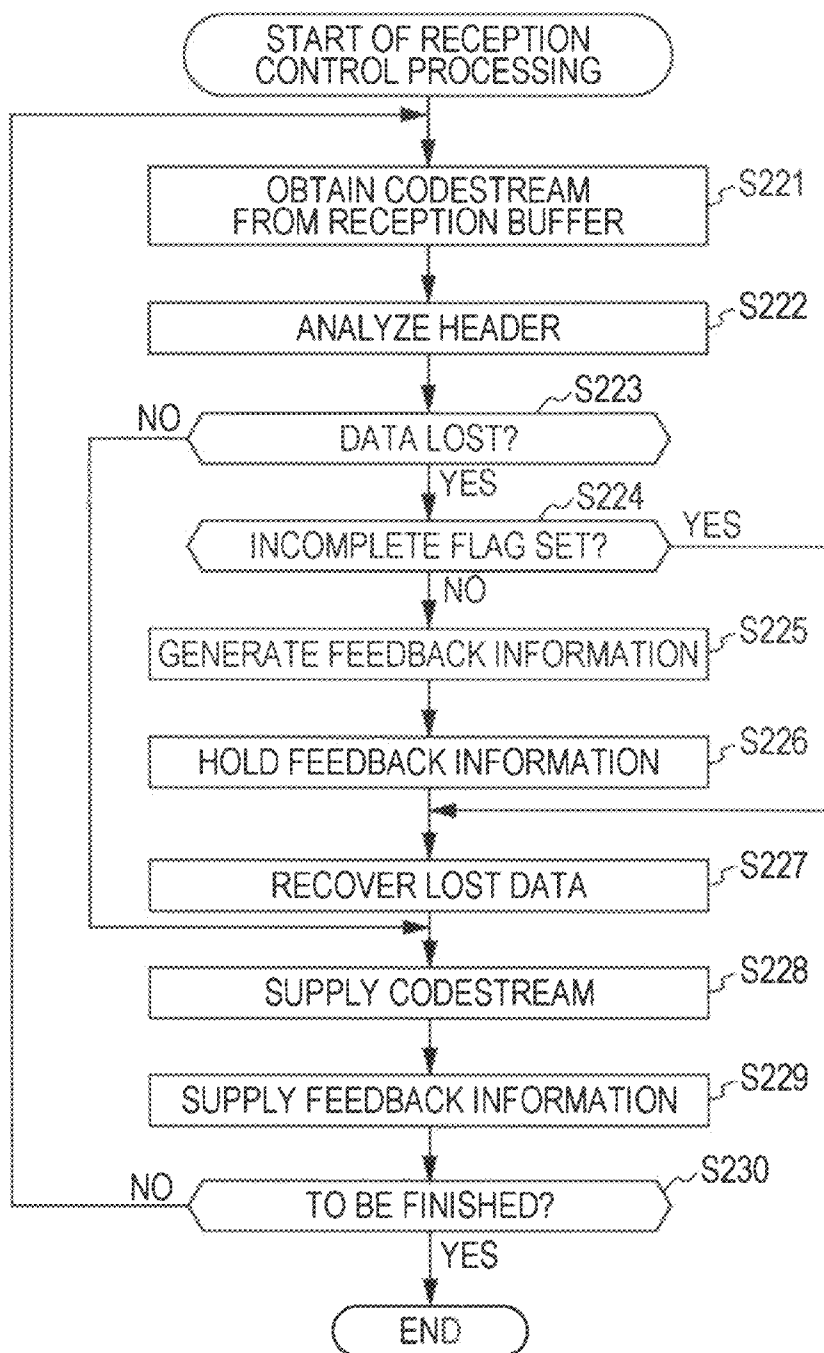 START OF RECEPTION
CONTROL PROCESSING
OBTAIN CODESTREAM
FROM RECEPTION BUFFER
S221
ANALYZE HEADER
S222
S223
NO
DATA LOST?
YES
S224
INCOMPLETE FLAG SET?
YES
NO
GENERATE FEEDBACK INFORMATION
S225
HOLD FEEDBACK INFORMATION
S226
RECOVER LOST DATA
S227
SUPPLY CODESTREAM
S228
SUPPLY FEEDBACK INFORMATION
S229
S230
NO
TO BE FINISHED?
YES
END